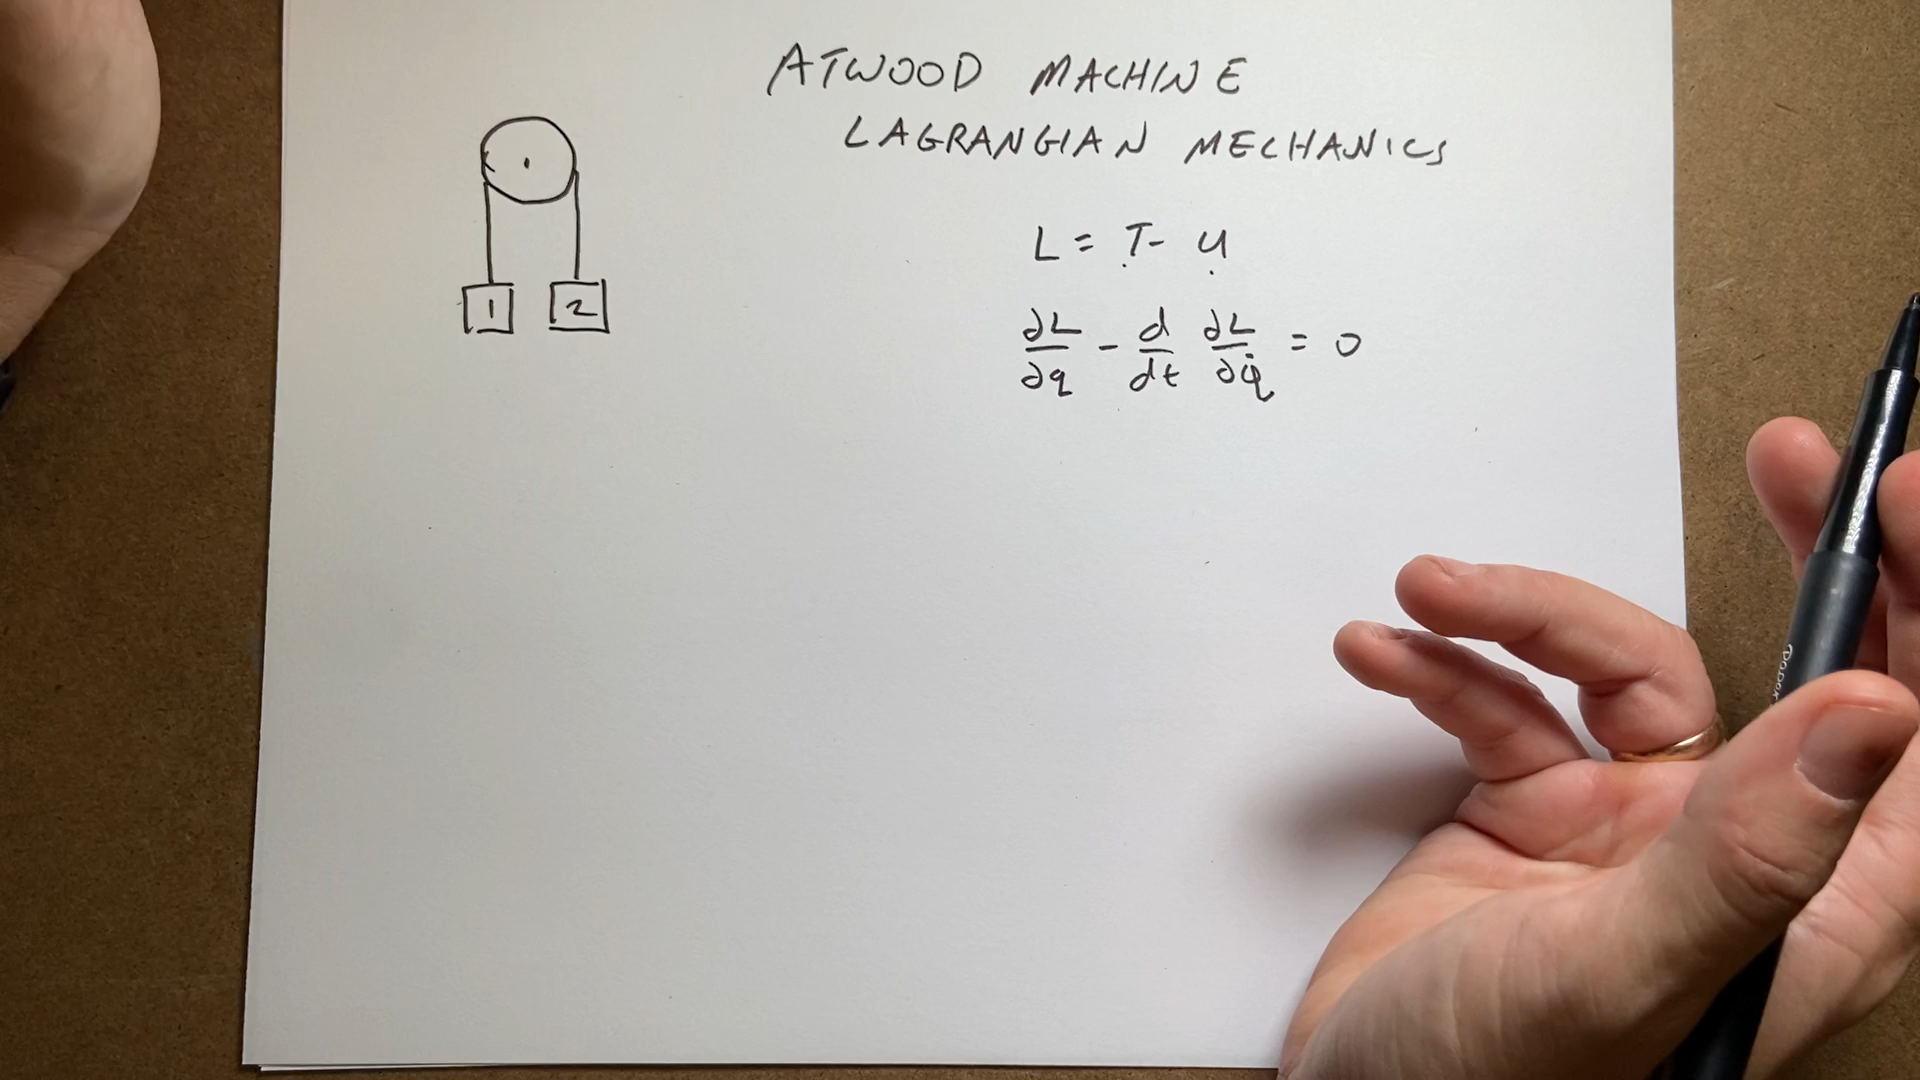 ATWOOD MACHINE
LAGRANGIAN MECHANICS
L = T - U
∂L/∂q - d/dt ∂L/∂q̇ = 0
1 2